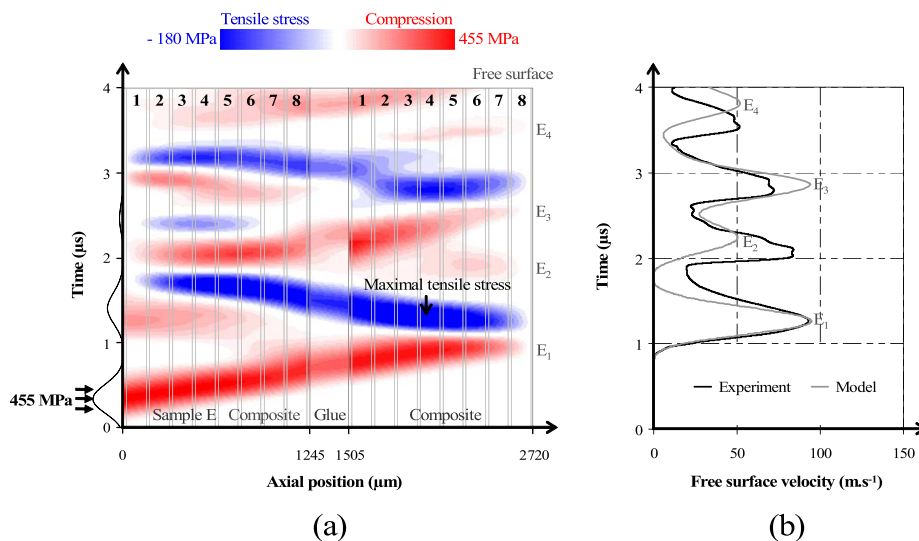 Tensile stress Compression
- 180 MPa 455 MPa
Free surface
Time (µs)
4
3
2
1
0
1 2 3 4 5 6 7 8 1 2 3 4 5 6 7 8
E4
E3
E2
Maximal tensile stress
E1
455 MPa
Sample E Composite Glue Composite
0 1245 1505 2720
Axial position (µm)
(a)
Time (µs)
4
3
2
1
0
E4
E3
E2
E1
Experiment Model
0 50 100 150
Free surface velocity (m.s-1)
(b)